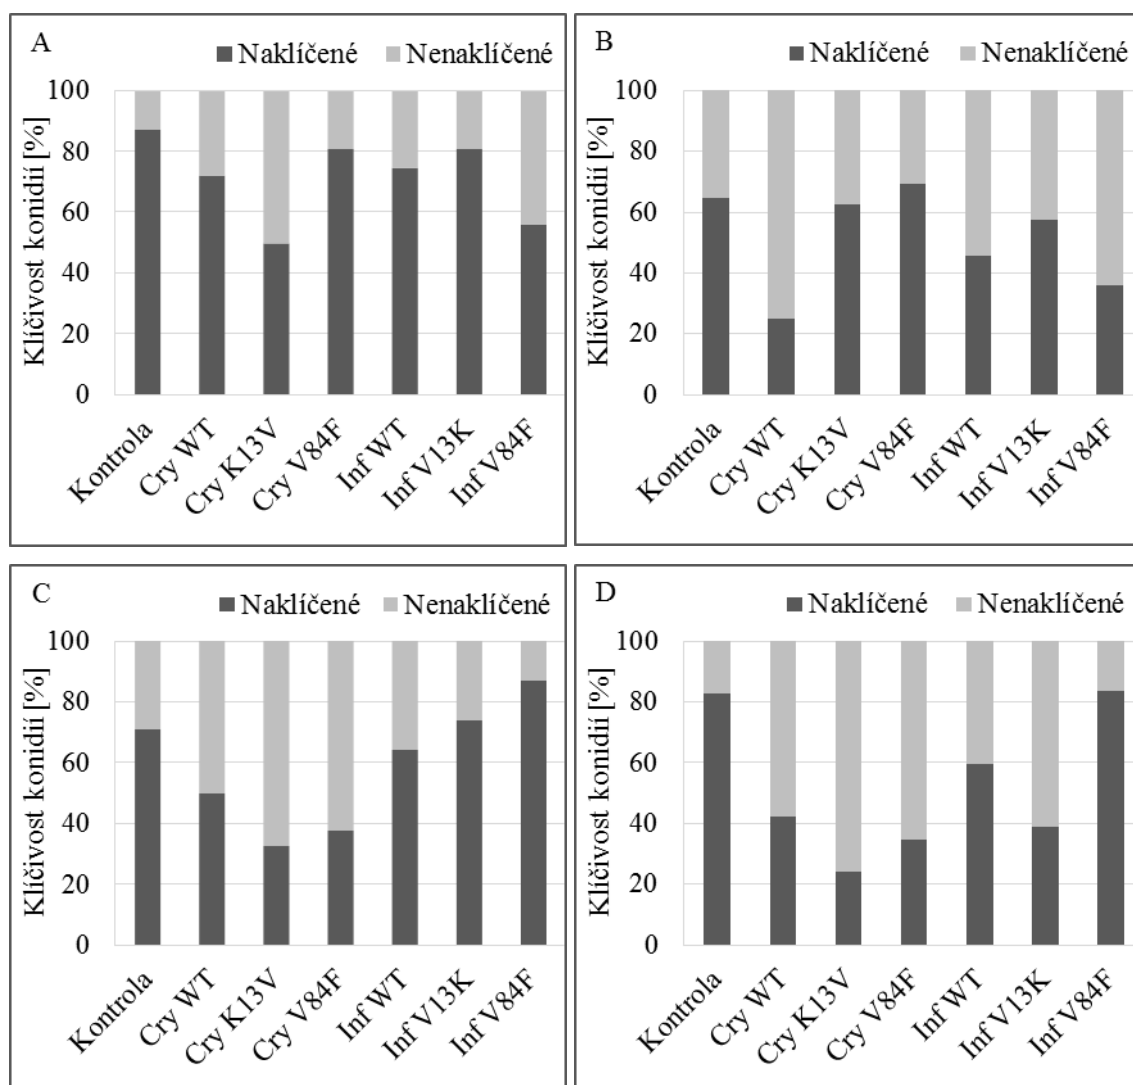 A
Naklíčené Nenaklíčené
Klíčivost konidií [%]
100
80
60
40
20
0
Kontrola
Cry WT
Cry K13V
Cry V84F
Inf WT
Inf V13K
Inf V84F
B
Naklíčené Nenaklíčené
Klíčivost konidií [%]
100
80
60
40
20
0
Kontrola
Cry WT
Cry K13V
Cry V84F
Inf WT
Inf V13K
Inf V84F
C
Naklíčené Nenaklíčené
Klíčivost konidií [%]
100
80
60
40
20
0
Kontrola
Cry WT
Cry K13V
Cry V84F
Inf WT
Inf V13K
Inf V84F
D
Naklíčené Nenaklíčené
Klíčivost konidií [%]
100
80
60
40
20
0
Kontrola
Cry WT
Cry K13V
Cry V84F
Inf WT
Inf V13K
Inf V84F